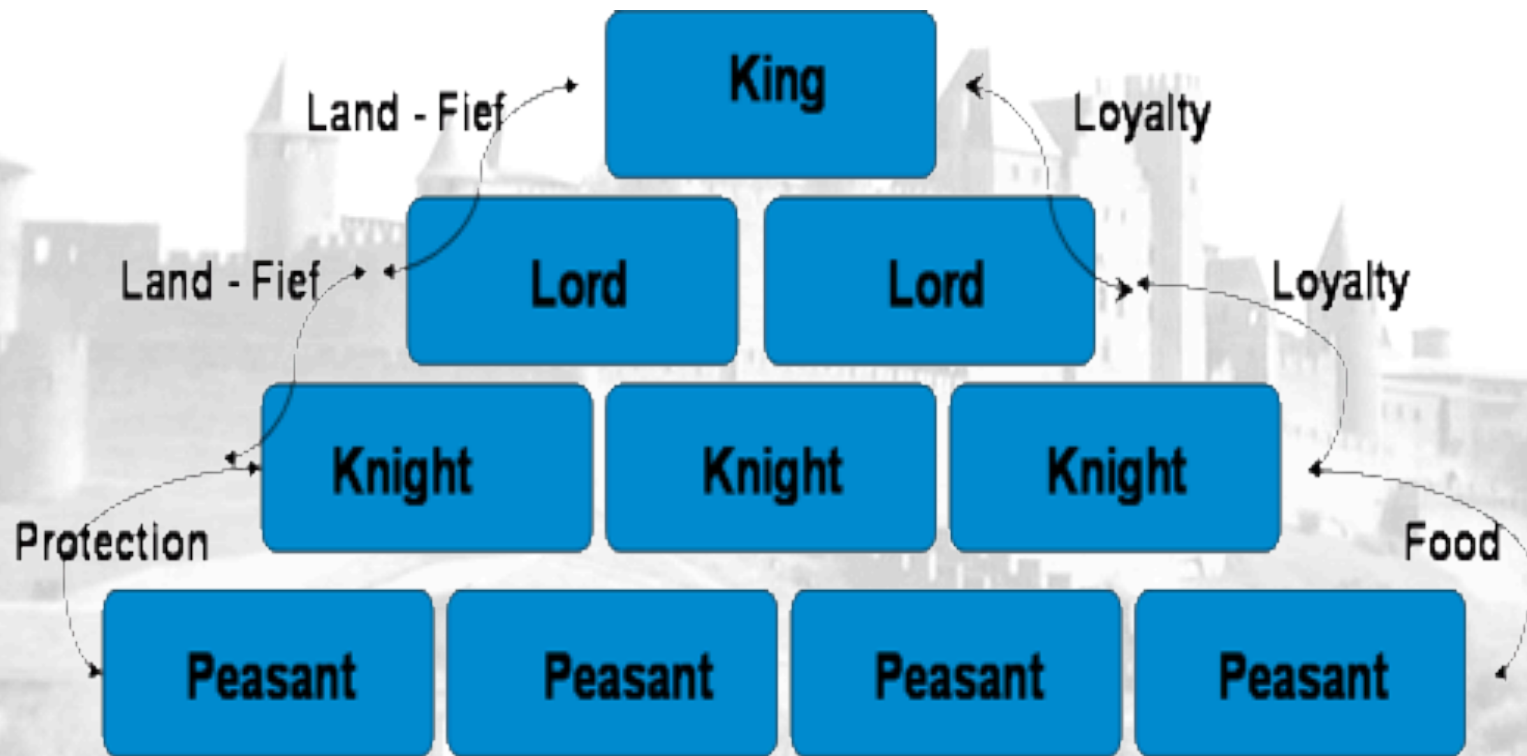 King
Land - Fief
Loyalty
Lord Lord
Land - Fief
Loyalty
Knight Knight Knight
Protection
Food
Peasant Peasant Peasant Peasant